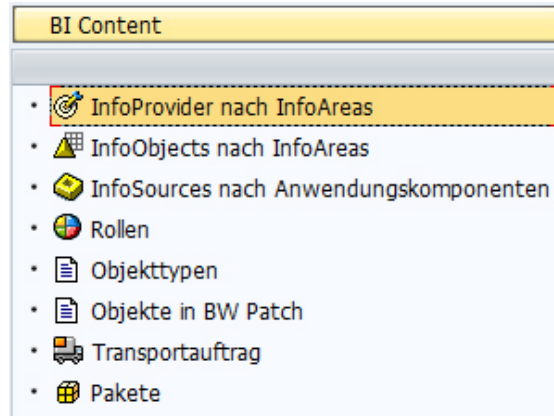 BI Content
InfoProvider nach InfoAreas
InfoObjects nach InfoAreas
InfoSources nach Anwendungskomponenten
Rollen
Objekttypen
Objekte in BW Patch
Transportauftrag
Pakete